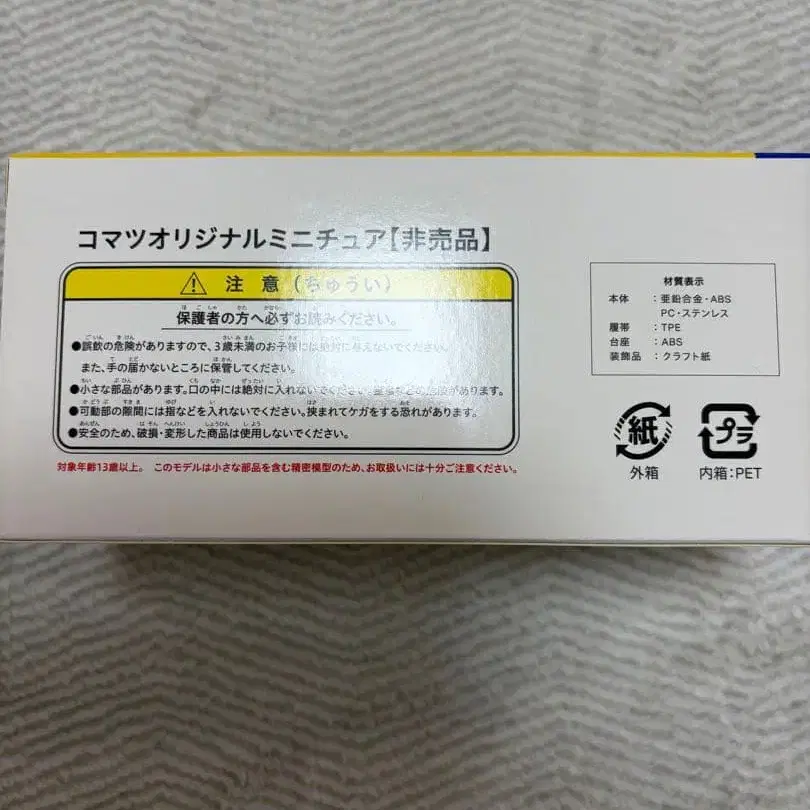 コマツオリジナルミニチュア【非売品】
⚠ 注 意 (ちゅうい)
保護者の方へ必ずお読みください。
●誤飲の危険がありますので、3歳未満のお子様には絶対に与えないでください。
また、手の届かないところに保管してください。
●小さな部品があります。口の中には絶対に入れないでください。窒息などの危険があります。
●可動部の隙間には指などを入れないでください。挟まれてケガをする恐れがあります。
●安全のため、破損・変形した商品は使用しないでください。
対象年齢13歳以上。 このモデルは小さな部品を含む精密模型のため、お取扱いには十分ご注意ください。
材質表示
本体 :亜鉛合金・ABS
PC・ステンレス
履帯 :TPE
台座 :ABS
装飾品 :クラフト紙
紙
外箱
プラ
内箱:PET